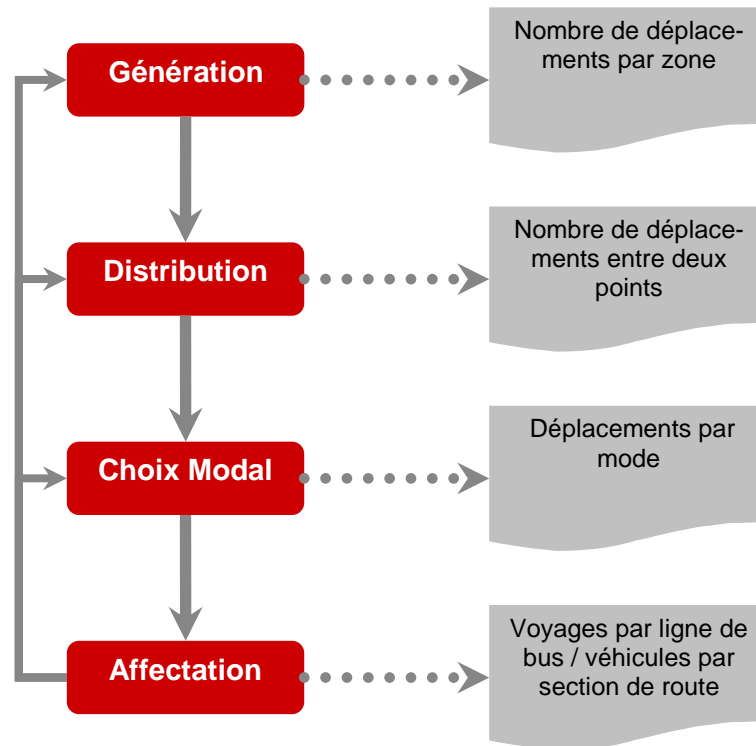 Génération
Nombre de déplace-
ments par zone
Distribution
Nombre de déplace-
ments entre deux
points
Choix Modal
Déplacements par
mode
Affectation
Voyages par ligne de
bus / véhicules par
section de route